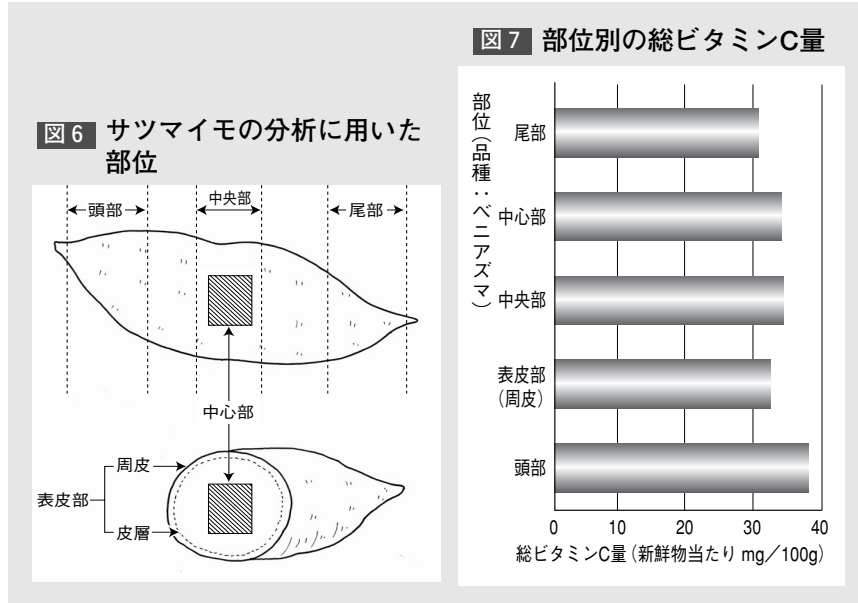 図6 サツマイモの分析に用いた
部位
頭部
中央部
尾部
中心部
表皮部
周皮
皮層
図7 部位別の総ビタミンC量
部位(品種:ベニアズマ)
尾部
中心部
中央部
表皮部
(周皮)
頭部
0 10 20 30 40
総ビタミンC量(新鮮物当たり mg/100g)